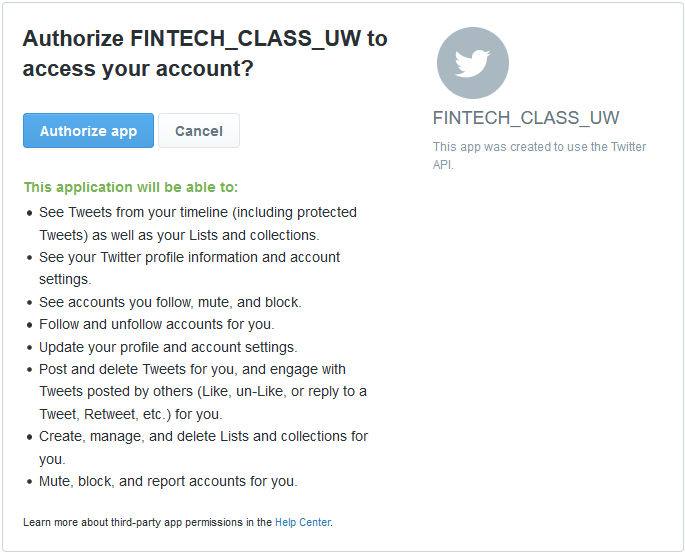 Authorize FINTECH_CLASS_UW to
access your account?
Authorize app
Cancel
This application will be able to:
• See Tweets from your timeline (including protected
Tweets) as well as your Lists and collections.
• See your Twitter profile information and account
settings.
• See accounts you follow, mute, and block.
• Follow and unfollow accounts for you.
• Update your profile and account settings.
• Post and delete Tweets for you, and engage with
Tweets posted by others (Like, un-Like, or reply to a
Tweet, Retweet, etc.) for you.
• Create, manage, and delete Lists and collections for
you.
• Mute, block, and report accounts for you.
Learn more about third-party app permissions in the Help Center.
FINTECH_CLASS_UW
This app was created to use the Twitter
API.